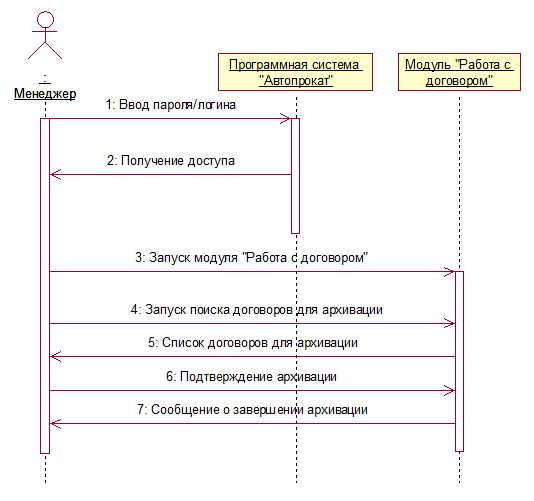 Программная система
"Автопрокат"
Модуль "Работа с
договором"
:
Менеджер
1: Ввод пароля/логина
2: Получение доступа
3: Запуск модуля "Работа с договором"
4: Запуск поиска договоров для архивации
5: Список договоров для архивации
6: Подтверждение архивации
7: Сообщение о завершении архивации